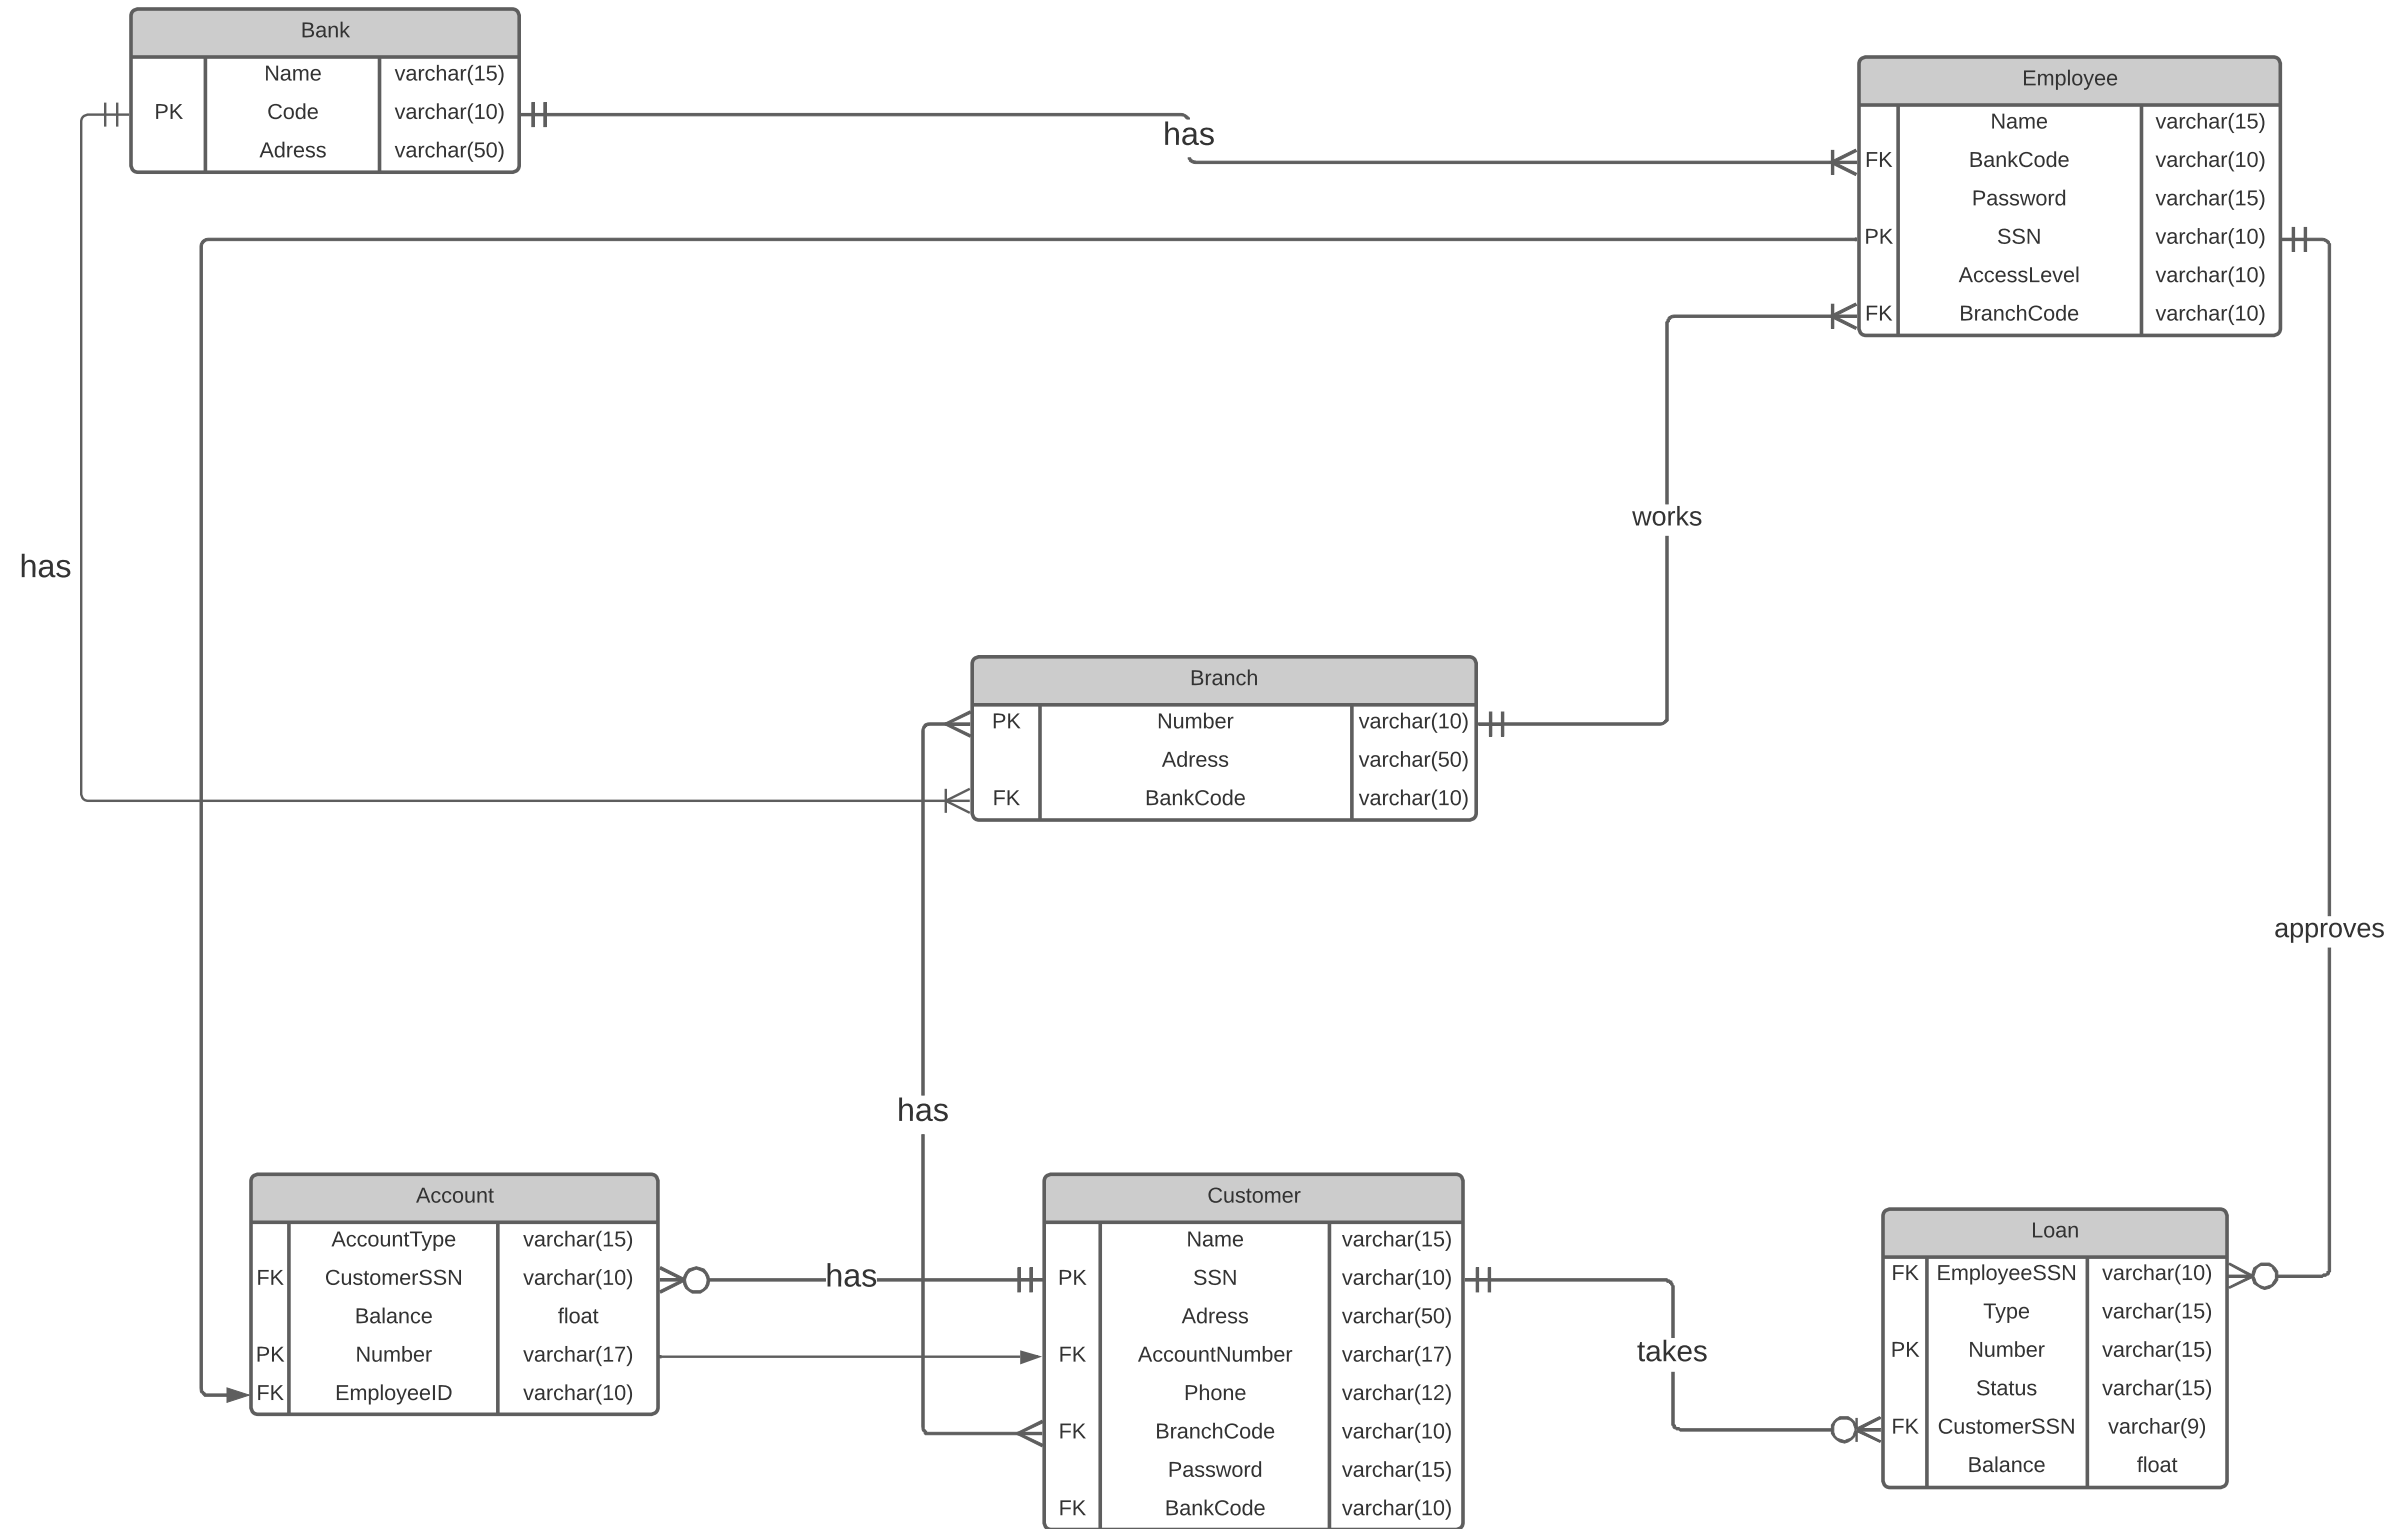 Bank
Name varchar(15)
PK Code varchar(10)
Adress varchar(50)
has
Employee
Name varchar(15)
FK BankCode varchar(10)
Password varchar(15)
PK SSN varchar(10)
AccessLevel varchar(10)
FK BranchCode varchar(10)
has
works
Branch
PK Number varchar(10)
Adress varchar(50)
FK BankCode varchar(10)
approves
has
Account
AccountType varchar(15)
FK CustomerSSN varchar(10)
Balance float
PK Number varchar(17)
FK EmployeeID varchar(10)
has
Customer
Name varchar(15)
PK SSN varchar(10)
Adress varchar(50)
FK AccountNumber varchar(17)
Phone varchar(12)
FK BranchCode varchar(10)
Password varchar(15)
FK BankCode varchar(10)
takes
Loan
FK EmployeeSSN varchar(10)
Type varchar(15)
PK Number varchar(15)
Status varchar(15)
FK CustomerSSN varchar(9)
Balance float